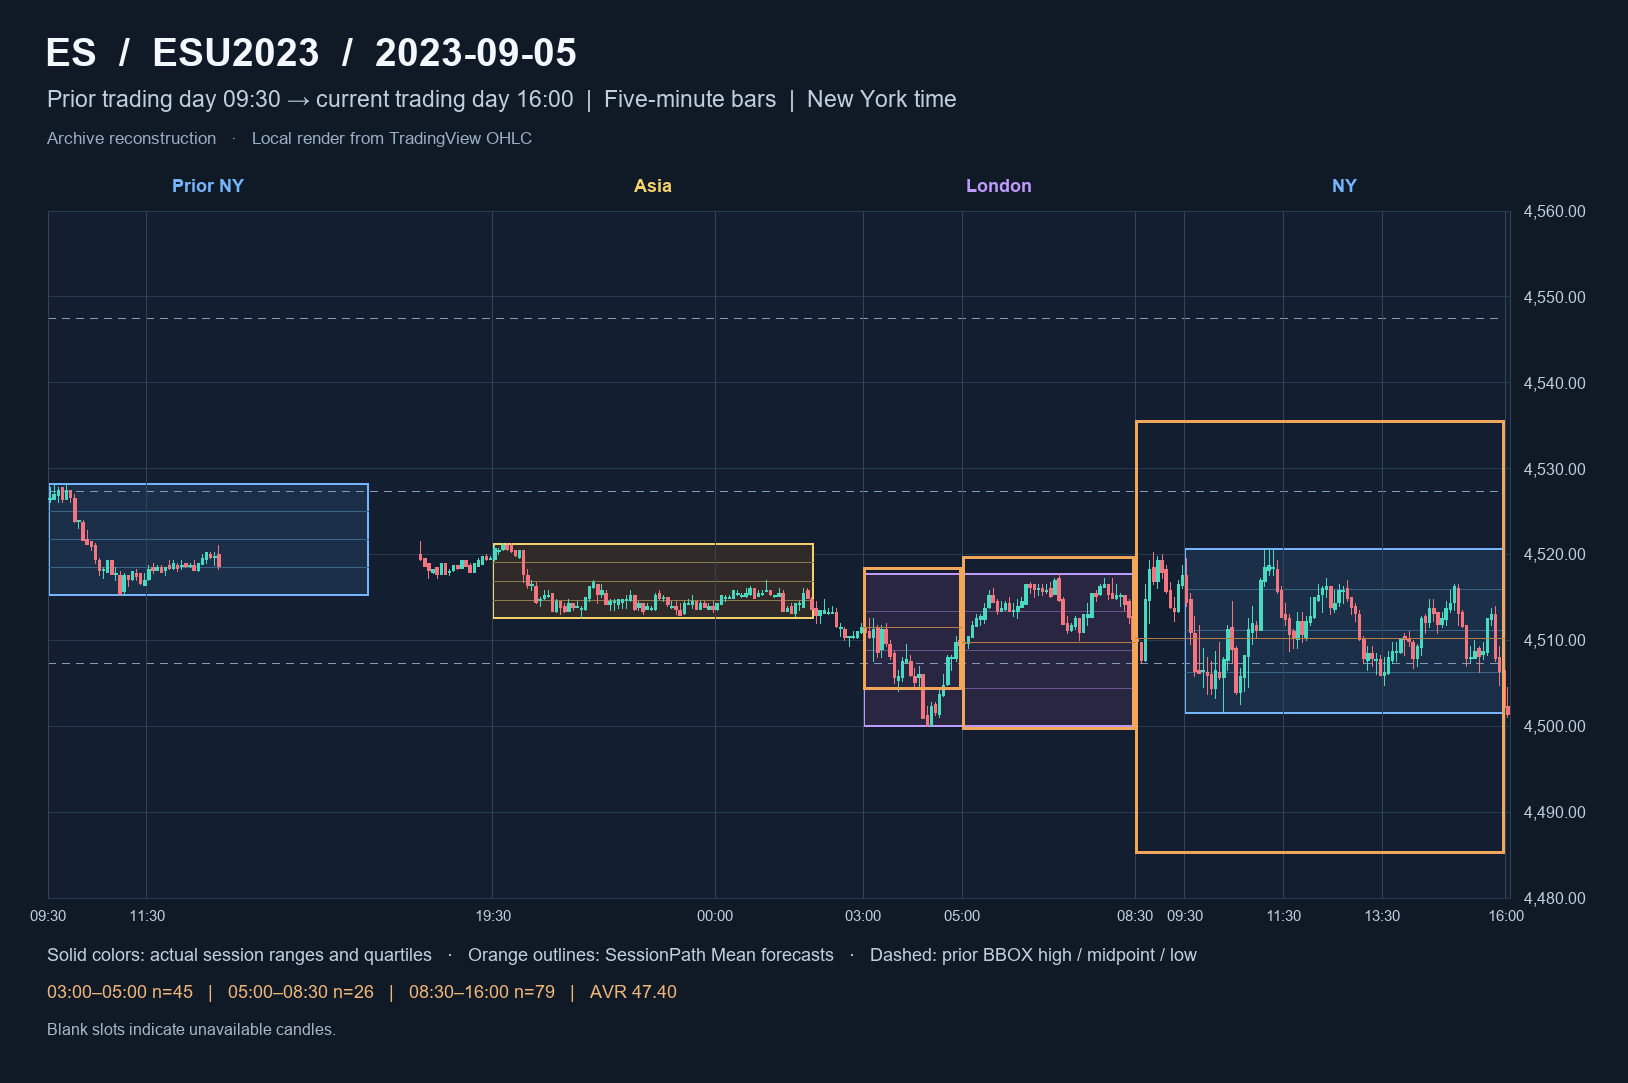 ES / ESU2023 / 2023-09-05
Prior trading day 09:30 → current trading day 16:00 | Five-minute bars | New York time
Archive reconstruction · Local render from TradingView OHLC
Prior NY Asia London NY
4,560.00
4,550.00
4,540.00
4,530.00
4,520.00
4,510.00
4,500.00
4,490.00
4,480.00
09:30 11:30 19:30 00:00 03:00 05:00 08:30 09:30 11:30 13:30 16:00
Solid colors: actual session ranges and quartiles · Orange outlines: SessionPath Mean forecasts · Dashed: prior BBOX high / midpoint / low
03:00–05:00 n=45 | 05:00–08:30 n=26 | 08:30–16:00 n=79 | AVR 47.40
Blank slots indicate unavailable candles.